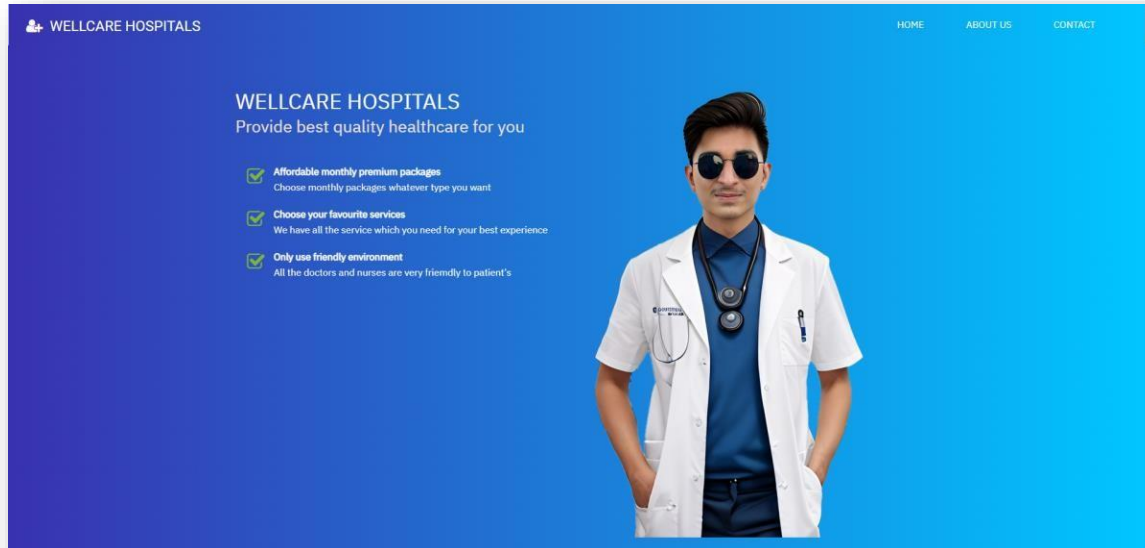 WELLCARE HOSPITALS
HOME
ABOUT US
CONTACT
WELLCARE HOSPITALS
Provide best quality healthcare for you
Affordable monthly premium packages
Choose monthly packages whatever type you want
Choose your favourite services
We have all the service which you need for your best experience
Only use friendly environment
All the doctors and nurses are very friemdly to patient's